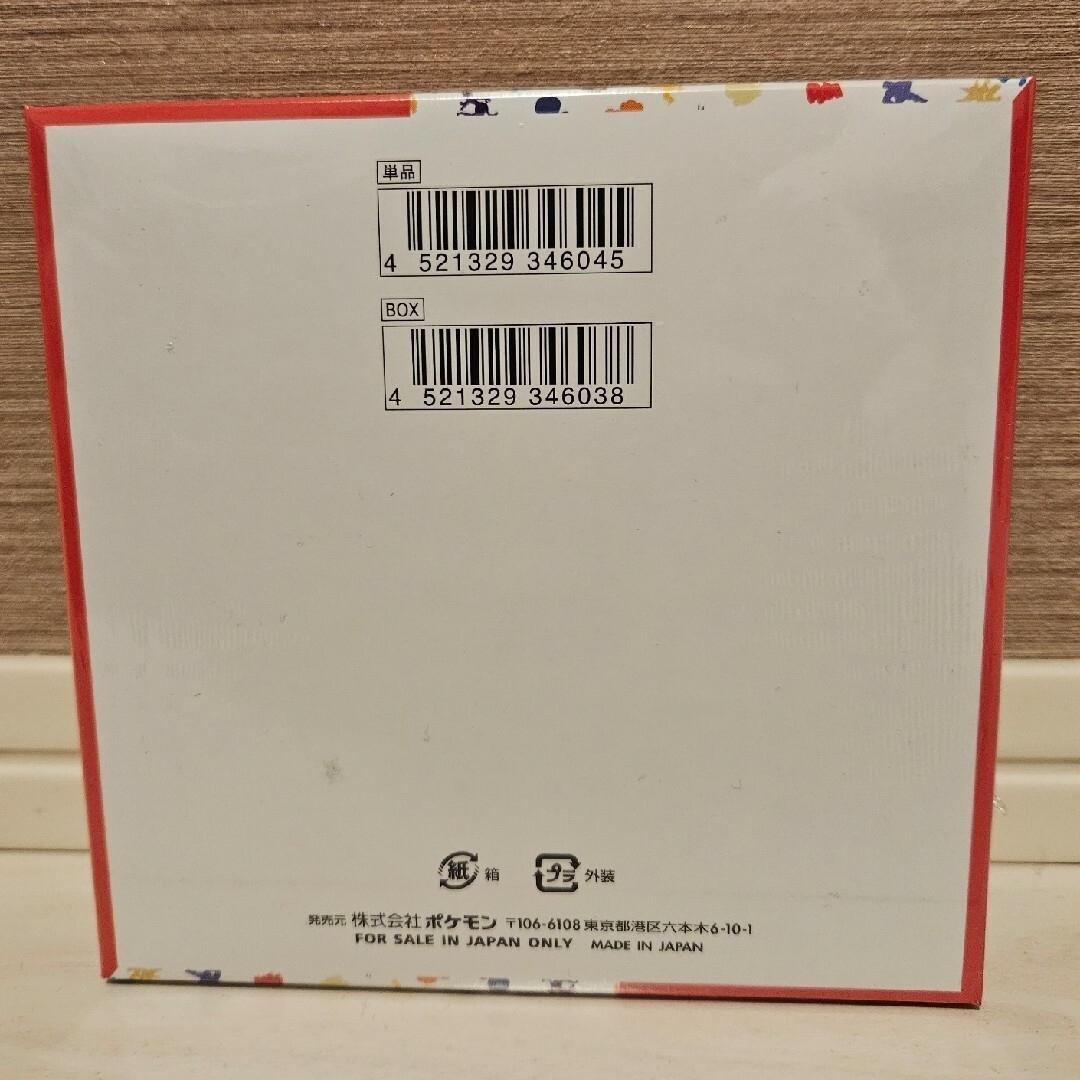 単品
4 521329 346045
BOX
4 521329 346038
紙 箱 プラ 外装
発売元 株式会社 ポケモン 〒106-6108 東京都港区六本木6-10-1
FOR SALE IN JAPAN ONLY MADE IN JAPAN